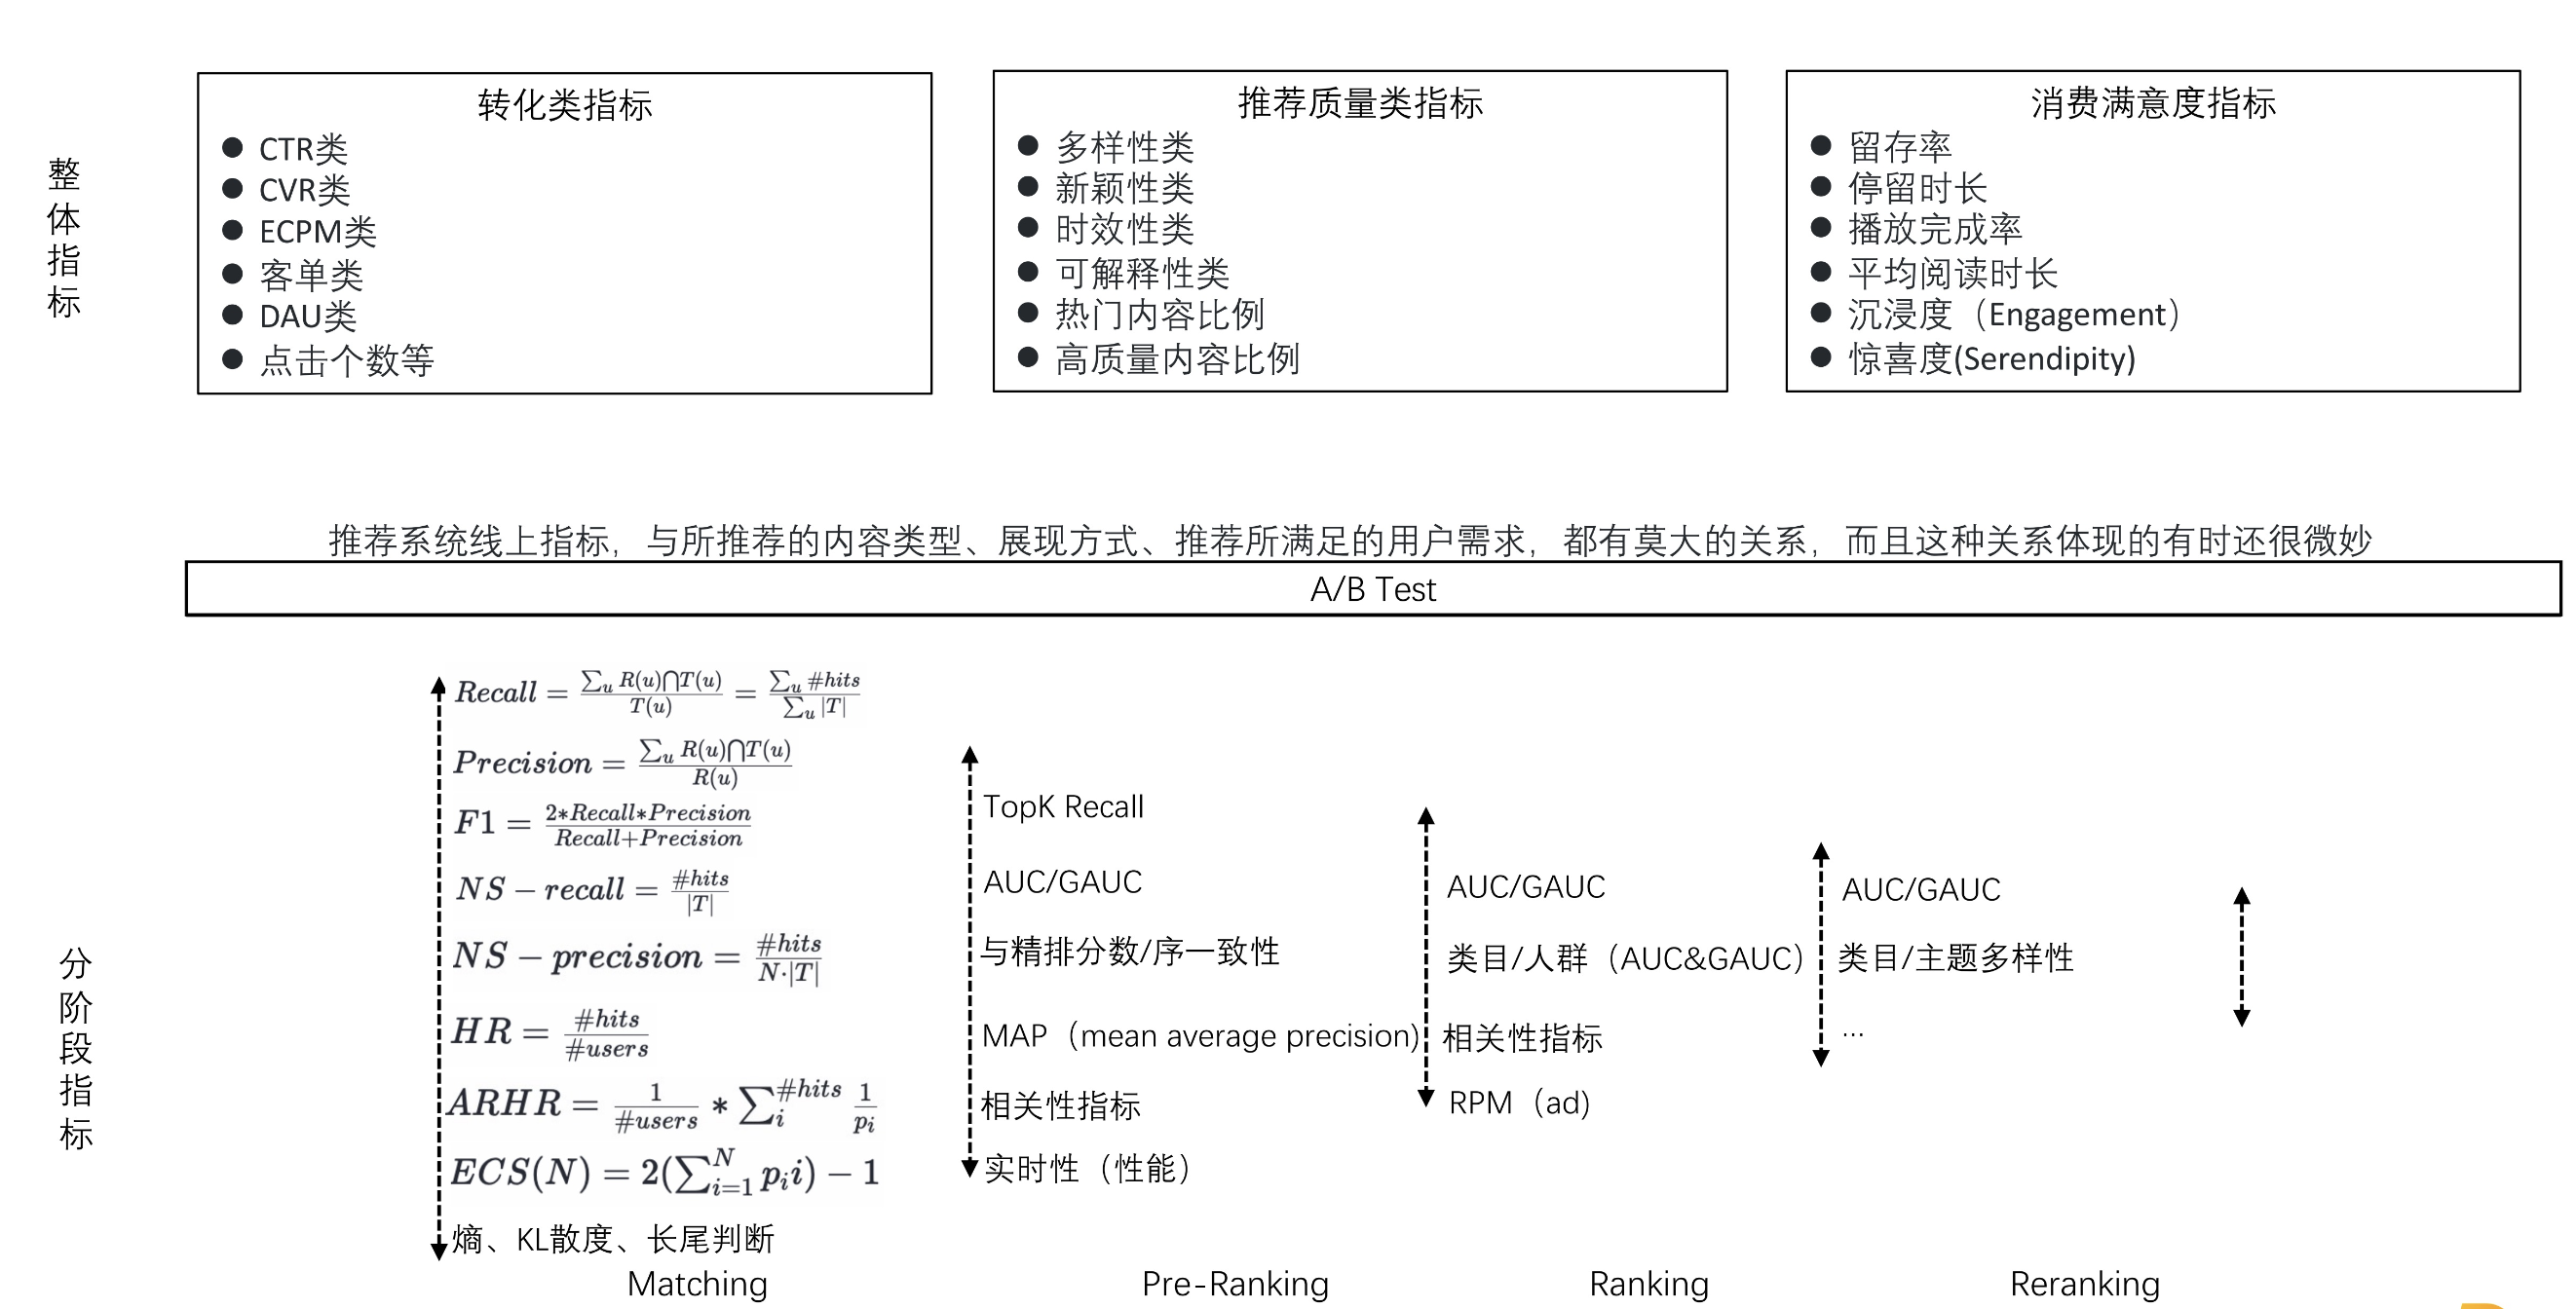 整体指标
转化类指标
● CTR类
● CVR类
● ECPM类
● 客单类
● DAU类
● 点击个数等
推荐质量类指标
● 多样性类
● 新颖性类
● 时效性类
● 可解释性类
● 热门内容比例
● 高质量内容比例
消费满意度指标
● 留存率
● 停留时长
● 播放完成率
● 平均阅读时长
● 沉浸度（Engagement）
● 惊喜度(Serendipity)
推荐系统线上指标，与所推荐的内容类型、展现方式、推荐所满足的用户需求，都有莫大的关系，而且这种关系体现的有时还很微妙
A/B Test
分阶段指标
Recall = \frac{\sum_u R(u) \bigcap T(u)}{T(u)} = \frac{\sum_u \#hits}{\sum_u |T|}
Precision = \frac{\sum_u R(u) \bigcap T(u)}{R(u)}
F1 = \frac{2*Recall*Precision}{Recall+Precision}
NS - recall = \frac{\#hits}{|T|}
NS - precision = \frac{\#hits}{N \cdot |T|}
HR = \frac{\#hits}{\#users}
ARHR = \frac{1}{\#users} * \sum_i^{\#hits} \frac{1}{p_i}
ECS(N) = 2(\sum_{i=1}^{N} p_i i) - 1
熵、KL散度、长尾判断
Matching
TopK Recall
AUC/GAUC
与精排分数/序一致性
MAP（mean average precision)
相关性指标
实时性（性能）
Pre-Ranking
AUC/GAUC
类目/人群（AUC&GAUC）
相关性指标
RPM（ad)
Ranking
AUC/GAUC
类目/主题多样性
...
Reranking